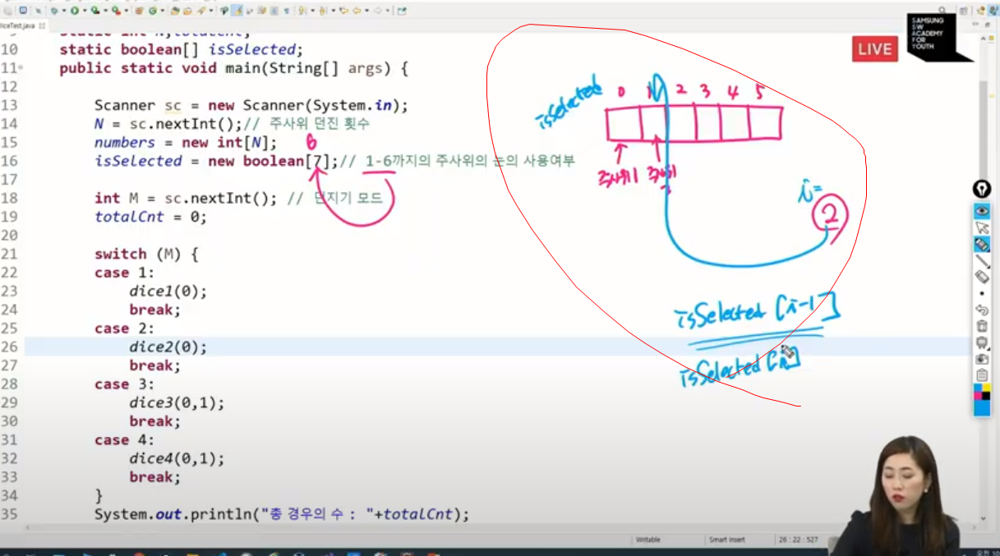 DiceTest.java
static int N,totalCnt;
10 static boolean[] isSelected;
11 public static void main(String[] args) {
12
13 Scanner sc = new Scanner(System.in);
14 N = sc.nextInt();// 주사위 던진 횟수
15 numbers = new int[N];
6
16 isSelected = new boolean[7];// 1-6까지의 주사위의 눈의 사용여부
17
18 int M = sc.nextInt(); // 던지기 모드
19 totalCnt = 0;
20
21 switch (M) {
22 case 1:
23 dice1(0);
24 break;
25 case 2:
26 dice2(0);
27 break;
28 case 3:
29 dice3(0,1);
30 break;
31 case 4:
32 dice4(0,1);
33 break;
34 }
35 System.out.println("총 경우의 수 : "+totalCnt);
LIVE
SAMSUNG
SW
ACADEMY
FOR
YOUTH
isSelected
0 1 2 3 4 5
주사위1
i=
2
isSelected [i-1]
isSelected [i]
Writable Smart Insert 26 : 22 : 527